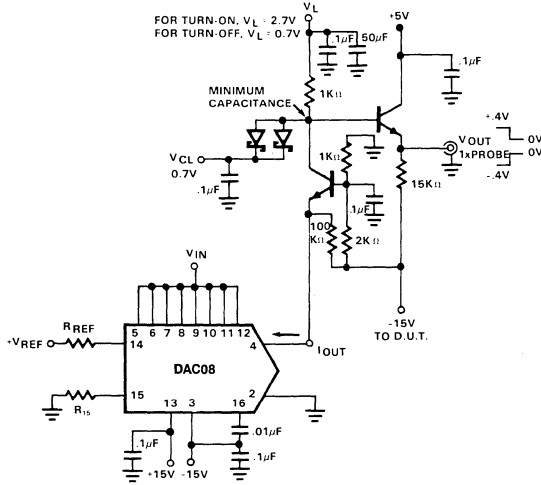 FOR TURN-ON, VL = 2.7V
FOR TURN-OFF, VL = 0.7V
VL
+5V
.1µF
50µF
.1µF
1KΩ
MINIMUM
CAPACITANCE
VCL
0.7V
.1µF
1KΩ
.1µF
VOUT
1xPROBE
+.4V
0V
0V
-.4V
15KΩ
100
KΩ
2KΩ
-15V
TO D.U.T.
VIN
5 6 7 8 9 10 11 12
+VREF
RREF
14
4
IOUT
DAC08
R15
15
2
13 3 16
.01µF
.1µF
.1µF
+15V -15V